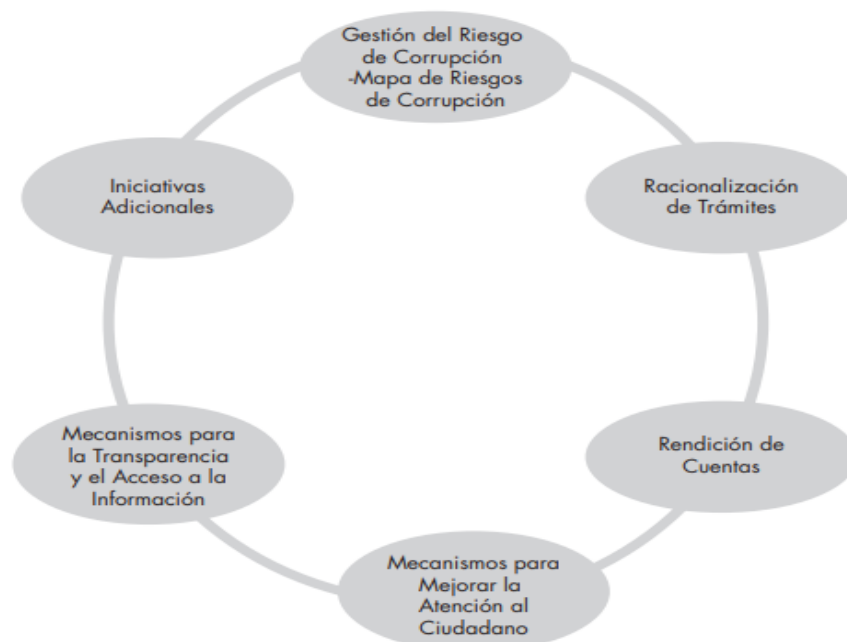 Gestión del Riesgo
de Corrupción
-Mapa de Riesgos
de Corrupción
Iniciativas
Adicionales
Racionalización
de Trámites
Mecanismos para
la Transparencia
y el Acceso a la
Información
Rendición de
Cuentas
Mecanismos para
Mejorar la
Atención al
Ciudadano